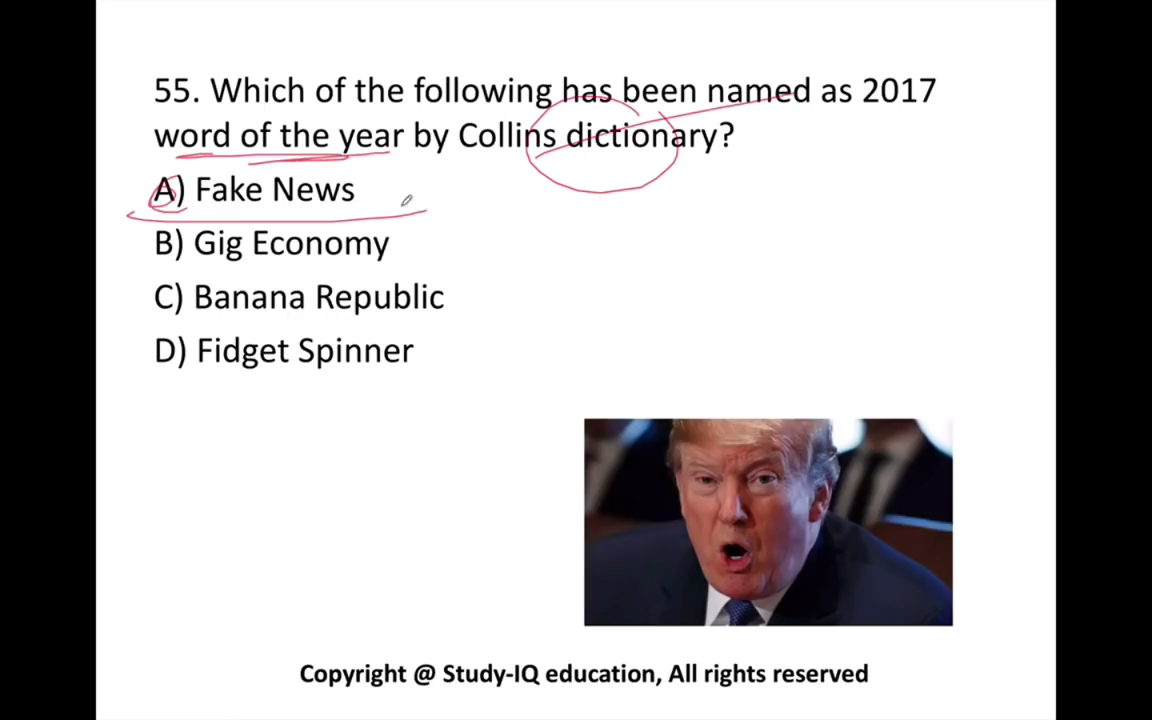 55. Which of the following has been named as 2017
word of the year by Collins dictionary?
A) Fake News
B) Gig Economy
C) Banana Republic
D) Fidget Spinner
Copyright @ Study-IQ education, All rights reserved